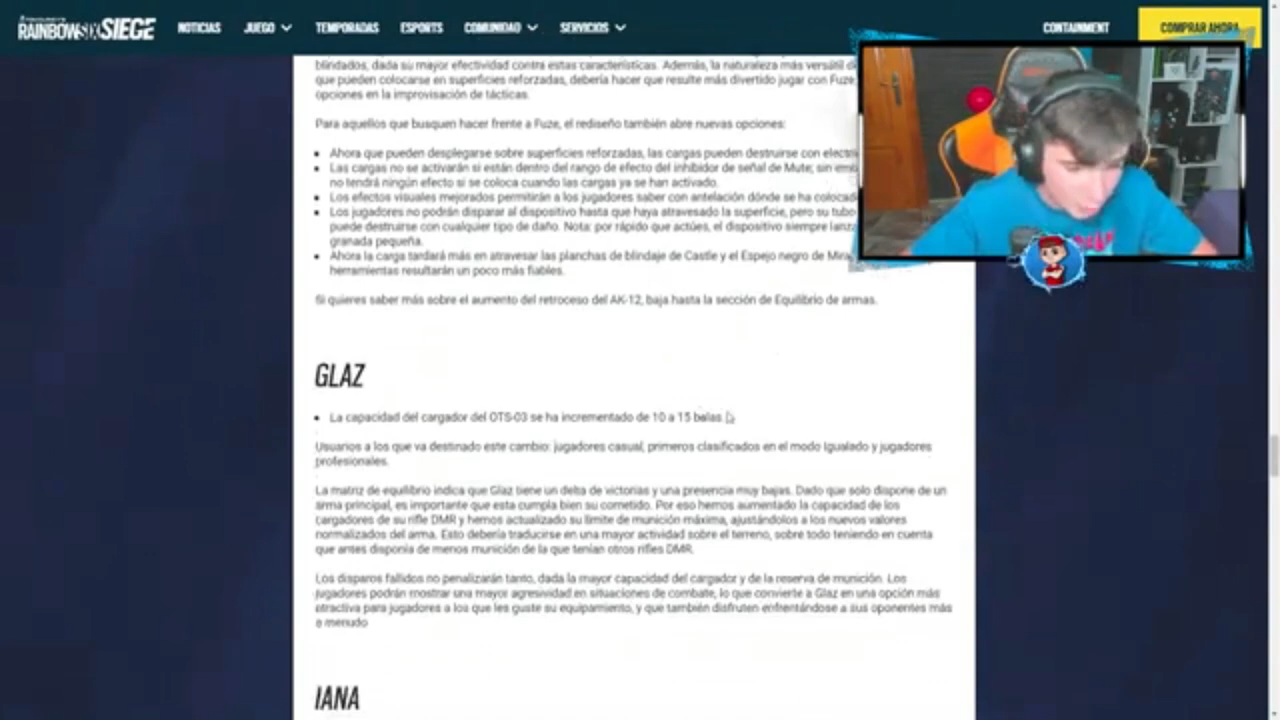 RAINBOWSIXSIEGE NOTICIAS JUEGO TEMPORADAS ESPORTS COMUNIDAD SERVICIOS CONTAINMENT COMPRAR AHORA
blindados, dada su mayor efectividad contra estas características. Además, la naturaleza más versátil
que pueden colocarse en superficies reforzadas, debería hacer que resulte más divertido jugar con Fuze
opciones en la improvisación de tácticas.
Para aquellos que busquen hacer frente a Fuze, el rediseño también abre nuevas opciones:
Ahora que pueden desplegarse sobre superficies reforzadas, las cargas pueden destruirse con
Las cargas no se activarán si están dentro del rango de efecto del inhibidor de señal de Mute; sin
no tendrá ningún efecto si se coloca cuando las cargas ya se han activado.
Los efectos visuales mejorados permitirán a los jugadores saber con antelación dónde se ha
Los jugadores no podrán disparar al dispositivo hasta que haya atravesado la superficie, pero su tubo
puede destruirse con cualquier tipo de daño. Nota: por rápido que actúes, el dispositivo siempre
granada pequeña.
Ahora la carga tardará más en atravesar las planchas de blindaje de Castle y el Espejo negro de Mira,
herramientas resultarán un poco más fiables.
Si quieres saber más sobre el aumento del retroceso del AK-12, baja hasta la sección de Equilibrio de armas.
GLAZ
La capacidad del cargador del OTS-03 se ha incrementado de 10 a 15 balas.
Usuarios a los que va destinado este cambio: jugadores casual, primeros clasificados en el modo Igualado y jugadores
profesionales.
La matriz de equilibrio indica que Glaz tiene un delta de victorias y una presencia muy bajas. Dado que solo dispone de un
arma principal, es importante que esta cumpla bien su cometido. Por eso hemos aumentado la capacidad de los
cargadores de su rifle DMR y hemos actualizado su límite de munición máxima, ajustándolos a los nuevos valores
normalizados del arma. Esto debería traducirse en una mayor actividad sobre el terreno, sobre todo teniendo en cuenta
que antes disponía de menos munición de la que tenían otros rifles DMR.
Los disparos fallidos no penalizarán tanto, dada la mayor capacidad del cargador y de la reserva de munición. Los
jugadores podrán mostrar una mayor agresividad en situaciones de combate, lo que convierte a Glaz en una opción más
atractiva para jugadores a los que les guste su equipamiento, y que también disfruten enfrentándose a sus oponentes más
a menudo
IANA